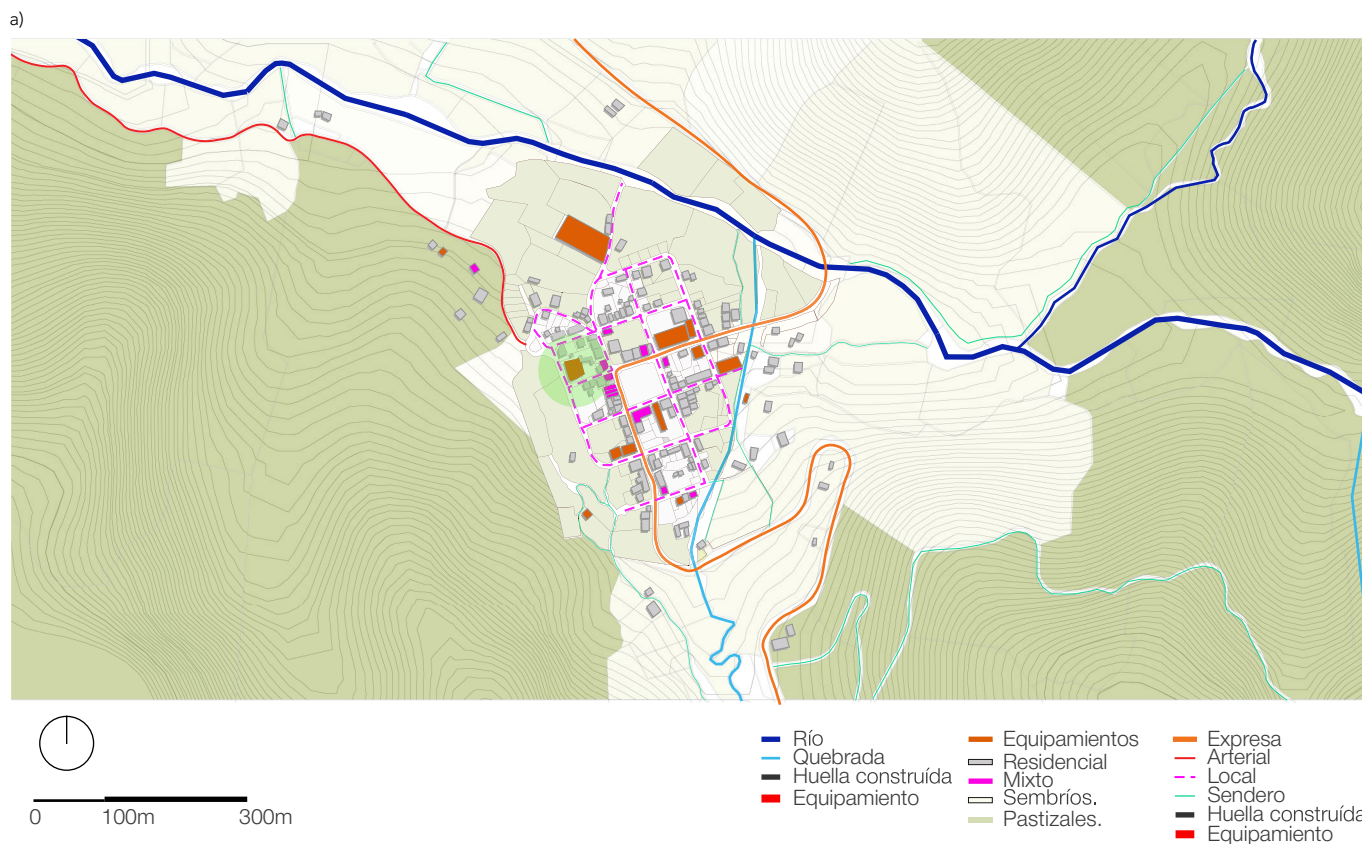 a)
0 100m 300m
Río
Quebrada
Huella construída
Equipamiento
Equipamientos
Residencial
Mixto
Sembríos.
Pastizales.
Expresa
Arterial
Local
Sendero
Huella construída
Equipamiento